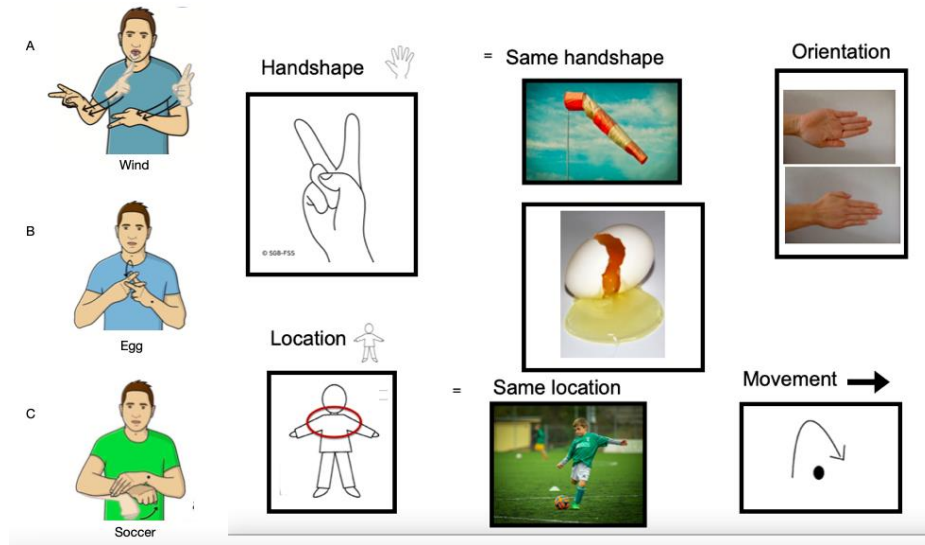 A
Wind
B
Egg
C
Soccer
Handshape
© SGB-FSS
Location
= Same handshape
= Same location
Orientation
Movement